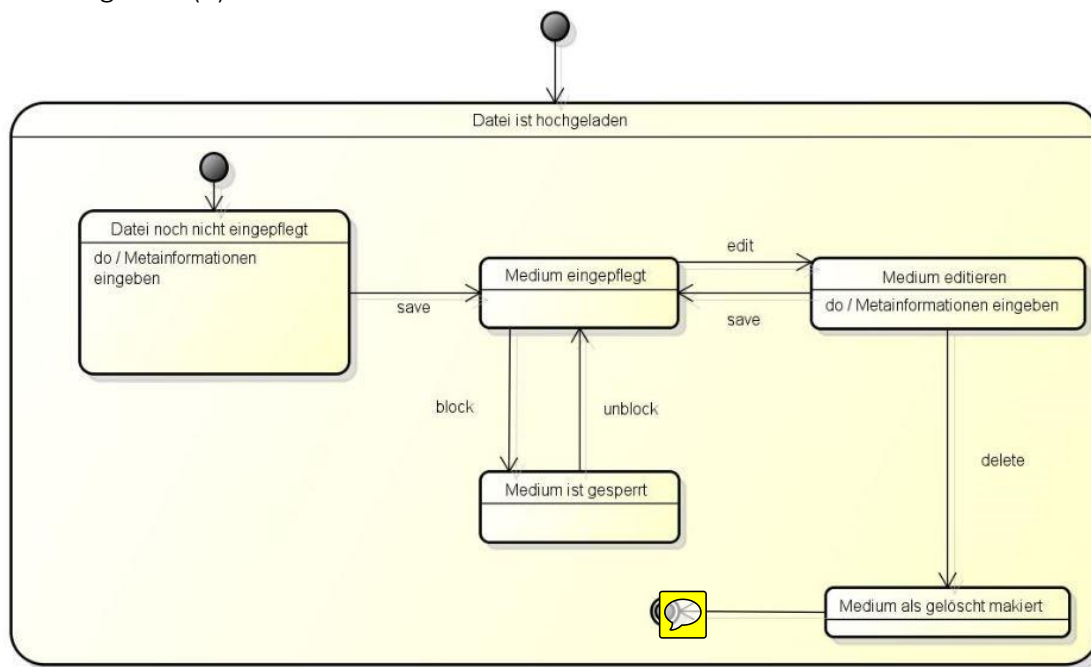 Datei ist hochgeladen
Datei noch nicht eingepflegt
do / Metainformationen
eingeben
save
Medium eingepflegt
edit
save
Medium editieren
do / Metainformationen eingeben
block
unblock
delete
Medium ist gesperrt
Medium als gelöscht makiert